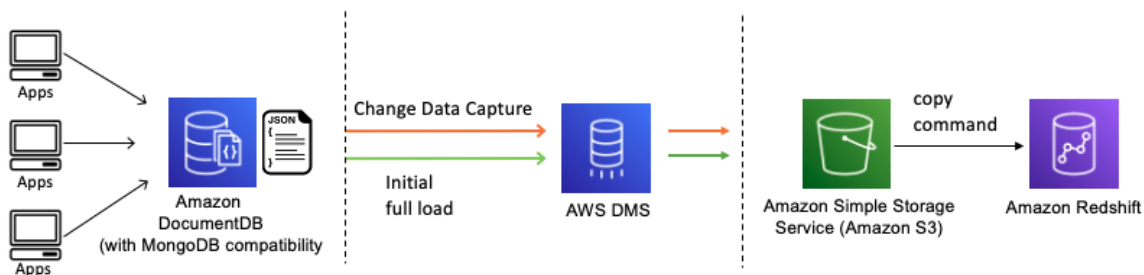 Apps
Apps
Apps
Amazon
DocumentDB
(with MongoDB compatibility
JSON
{
}
{}
Change Data Capture
Initial
full load
AWS DMS
Amazon Simple Storage
Service (Amazon S3)
copy
command
Amazon Redshift